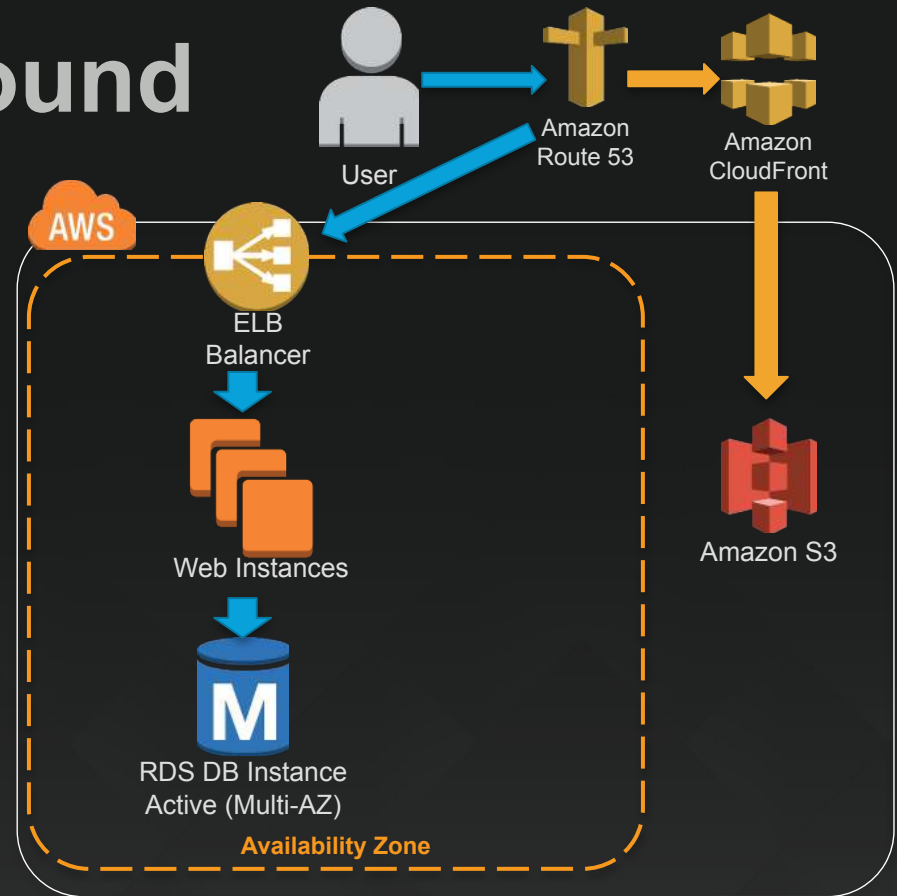 User
Amazon
Route 53
Amazon
CloudFront
AWS
ELB
Balancer
Web Instances
Amazon S3
M
RDS DB Instance
Active (Multi-AZ)
Availability Zone